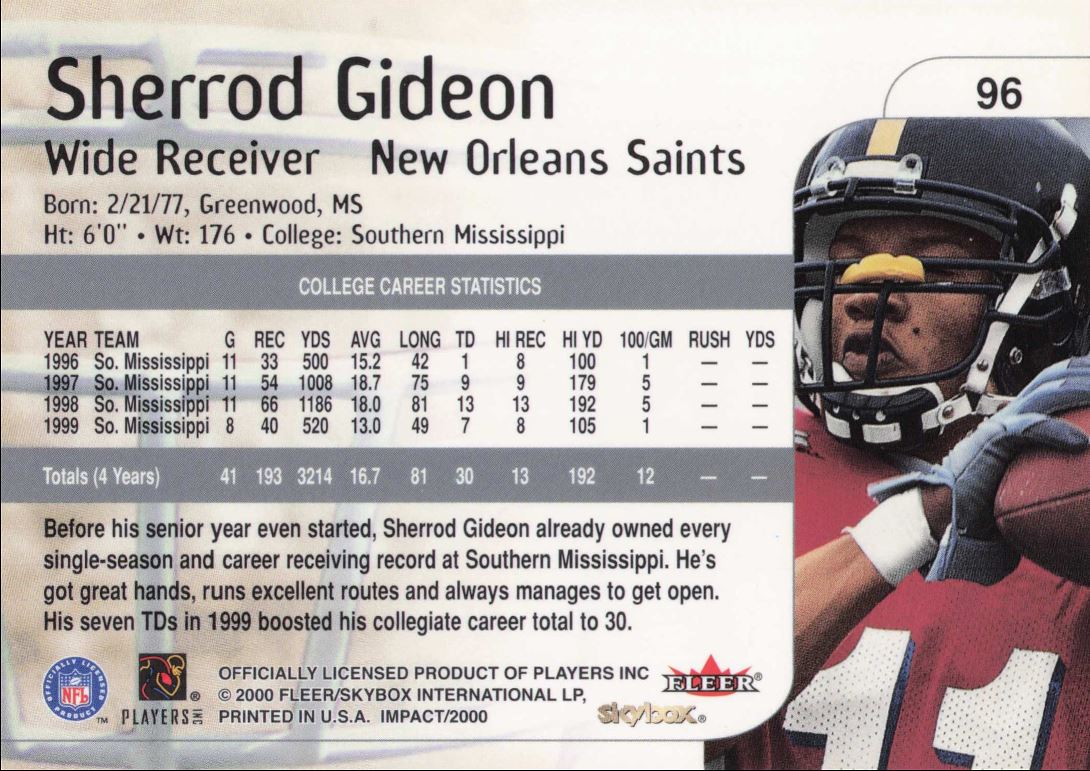 96
Sherrod Gideon
Wide Receiver New Orleans Saints
Born: 2/21/77, Greenwood, MS
Ht: 6'0" • Wt: 176 • College: Southern Mississippi
COLLEGE CAREER STATISTICS
YEAR TEAM G REC YDS AVG LONG TD HI REC HI YD 100/GM RUSH YDS
1996 So. Mississippi 11 33 500 15.2 42 1 8 100 1 — —
1997 So. Mississippi 11 54 1008 18.7 75 9 9 179 5 — —
1998 So. Mississippi 11 66 1186 18.0 81 13 13 192 5 — —
1999 So. Mississippi 8 40 520 13.0 49 7 8 105 1 — —
Totals (4 Years) 41 193 3214 16.7 81 30 13 192 12 — —
Before his senior year even started, Sherrod Gideon already owned every
single-season and career receiving record at Southern Mississippi. He's
got great hands, runs excellent routes and always manages to get open.
His seven TDs in 1999 boosted his collegiate career total to 30.
OFFICIALLY LICENSED PRODUCT
NFL
™
PLAYERS INC
®
OFFICIALLY LICENSED PRODUCT OF PLAYERS INC
© 2000 FLEER/SKYBOX INTERNATIONAL LP,
PRINTED IN U.S.A. IMPACT/2000
FLEER®
skybox®
11